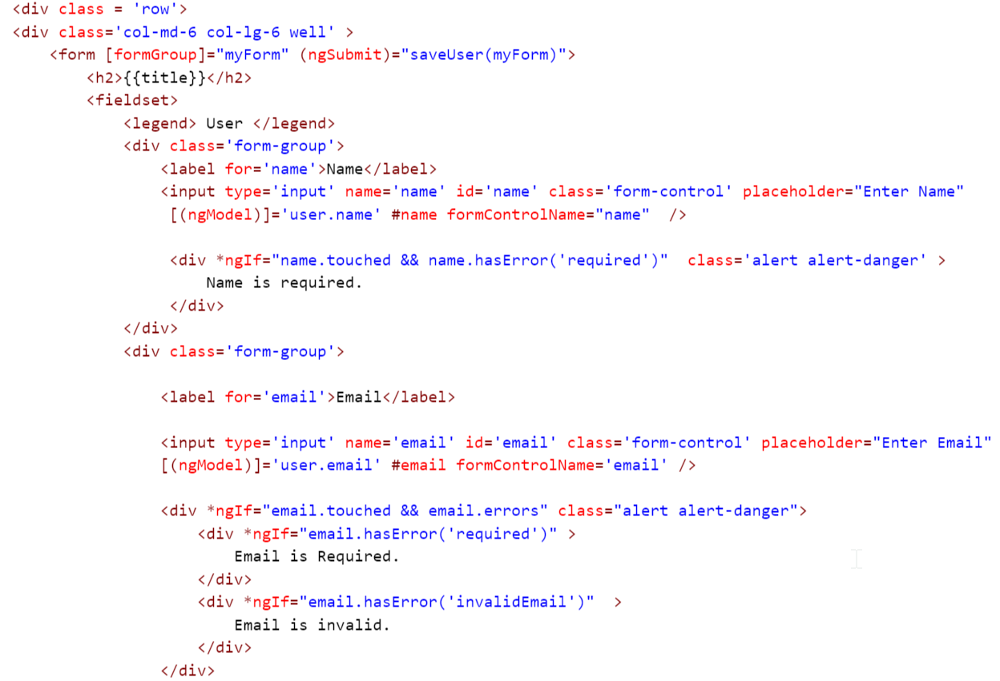 <div class = 'row'>
<div class='col-md-6 col-lg-6 well' >
<form [formGroup]="myForm" (ngSubmit)="saveUser(myForm)">
<h2>{{title}}</h2>
<fieldset>
<legend> User </legend>
<div class='form-group'>
<label for='name'>Name</label>
<input type='input' name='name' id='name' class='form-control' placeholder="Enter Name"
[(ngModel)]='user.name' #name formControlName="name"  />
<div *ngIf="name.touched && name.hasError('required')"  class='alert alert-danger' >
Name is required.
</div>
</div>
<div class='form-group'>
<label for='email'>Email</label>
<input type='input' name='email' id='email' class='form-control' placeholder="Enter Email"
[(ngModel)]='user.email' #email formControlName='email' />
<div *ngIf="email.touched && email.errors" class="alert alert-danger">
<div *ngIf="email.hasError('required')" >
Email is Required.
</div>
<div *ngIf="email.hasError('invalidEmail')"  >
Email is invalid.
</div>
</div>